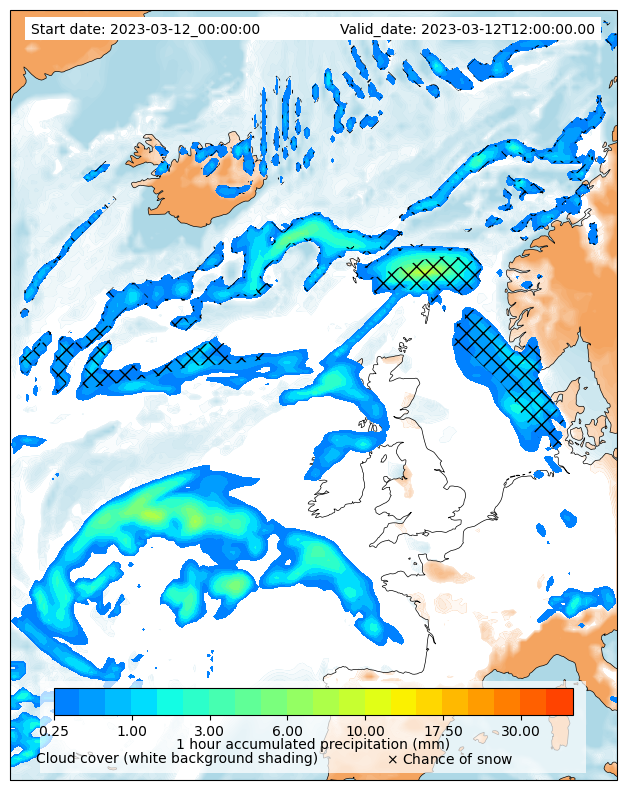 Start date: 2023-03-12_00:00:00 Valid_date: 2023-03-12T12:00:00.00
0.25 1.00 3.00 6.00 10.00 17.50 30.00
1 hour accumulated precipitation (mm)
Cloud cover (white background shading) × Chance of snow